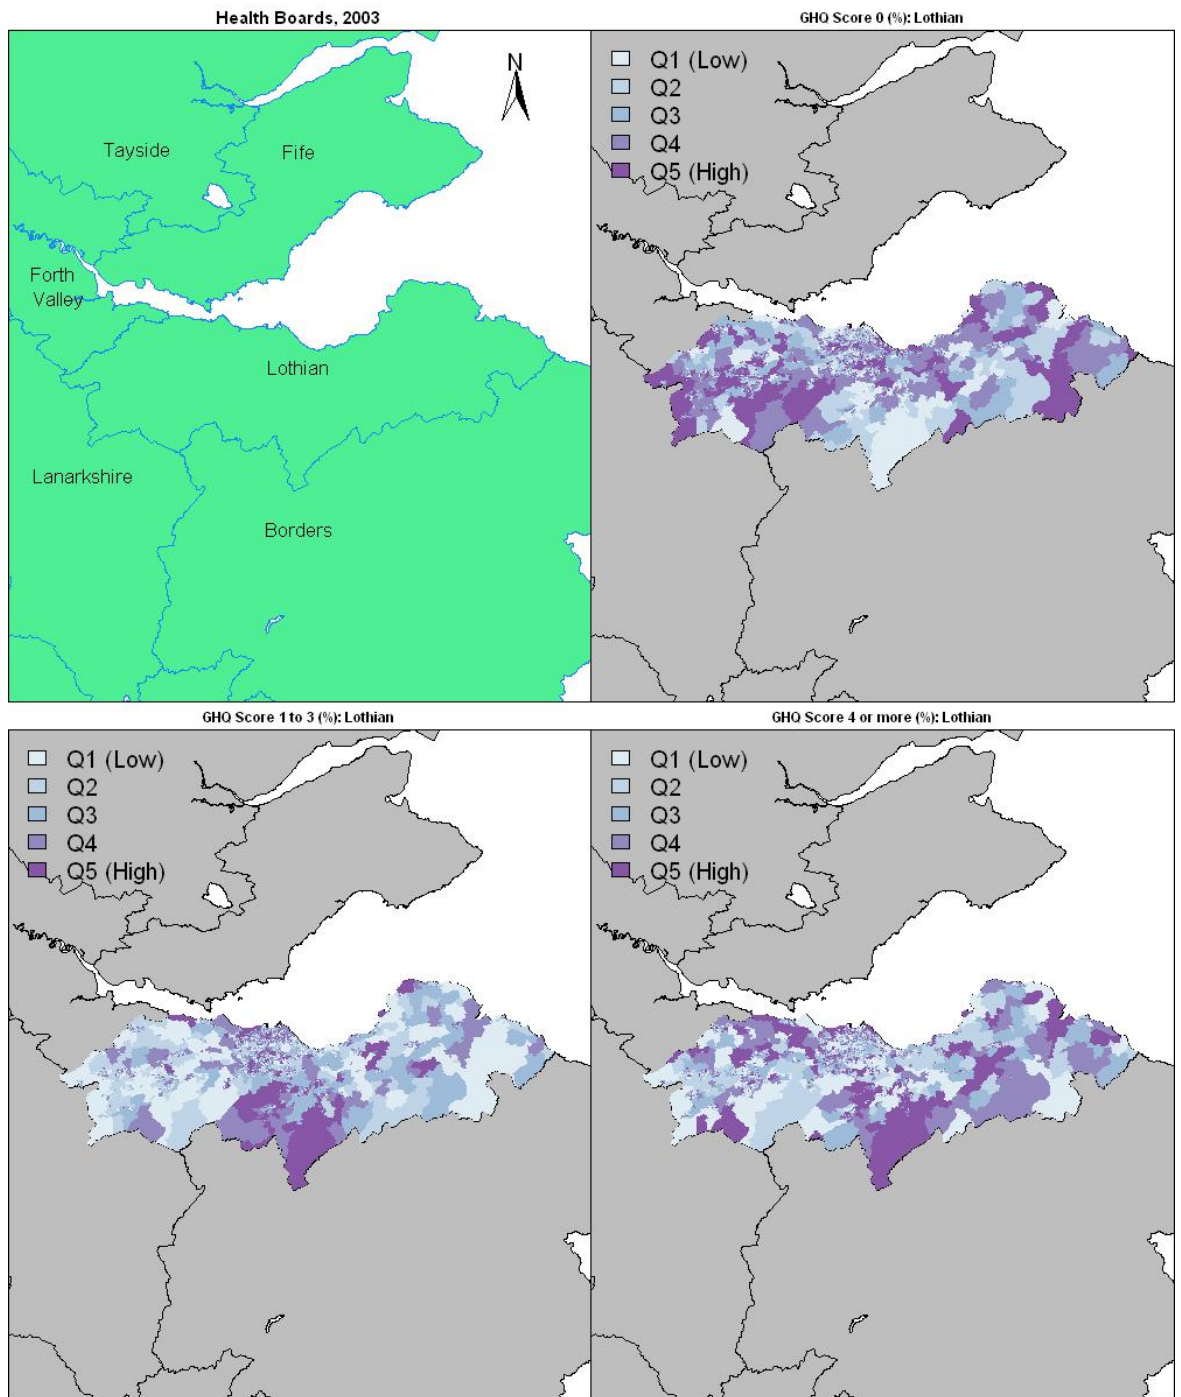 Health Boards, 2003
N
Tayside
Fife
Forth
Valley
Lothian
Lanarkshire
Borders
GHQ Score 0 (%): Lothian
Q1 (Low)
Q2
Q3
Q4
Q5 (High)
GHQ Score 1 to 3 (%): Lothian
Q1 (Low)
Q2
Q3
Q4
Q5 (High)
GHQ Score 4 or more (%): Lothian
Q1 (Low)
Q2
Q3
Q4
Q5 (High)